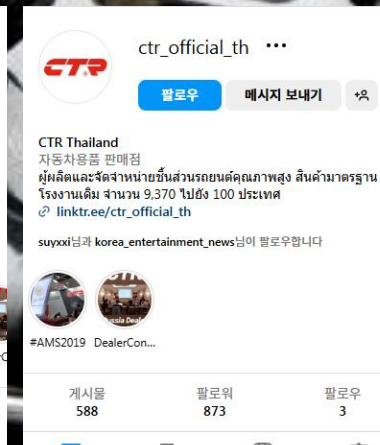 ctr_official_th •••
CTR
팔로우 메시지 보내기
CTR Thailand
자동차용품 판매점
ผู้ผลิตและจัดจำหน่ายชิ้นส่วนรถยนต์คุณภาพสูง สินค้ามาตรฐาน
โรงงานเดิม จำนวน 9,370 ไปยัง 100 ประเทศ
linktr.ee/ctr_official_th
suyxxi님과 korea_entertainment_news님이 팔로우합니다
#AMS2019 DealerCon...
게시물 팔로워 팔로우
588 873 3